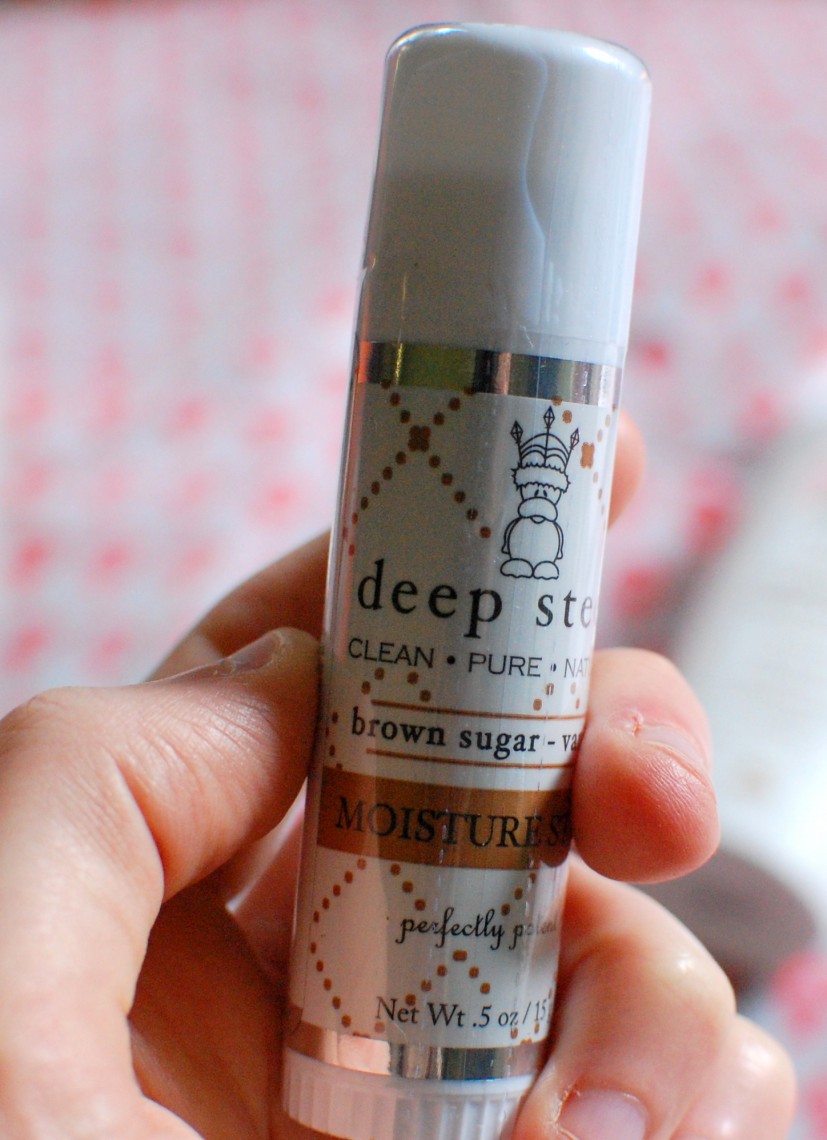 deep ste
CLEAN • PURE • NAT
brown sugar - va
MOISTURE S
perfectly
Net Wt .5 oz / 15